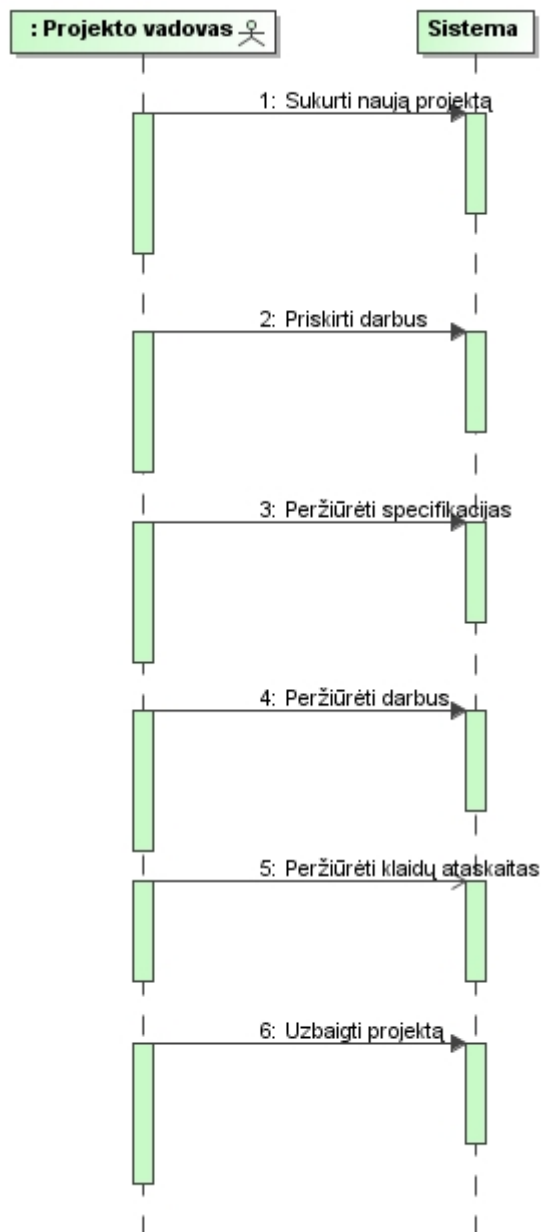 : Projekto vadovas
Sistema
1: Sukurti naują projektą
2: Priskirti darbus
3: Peržiūrėti specifikacijas
4: Peržiūrėti darbus
5: Peržiūrėti klaidų ataskaitas
6: Uzbaigti projektą